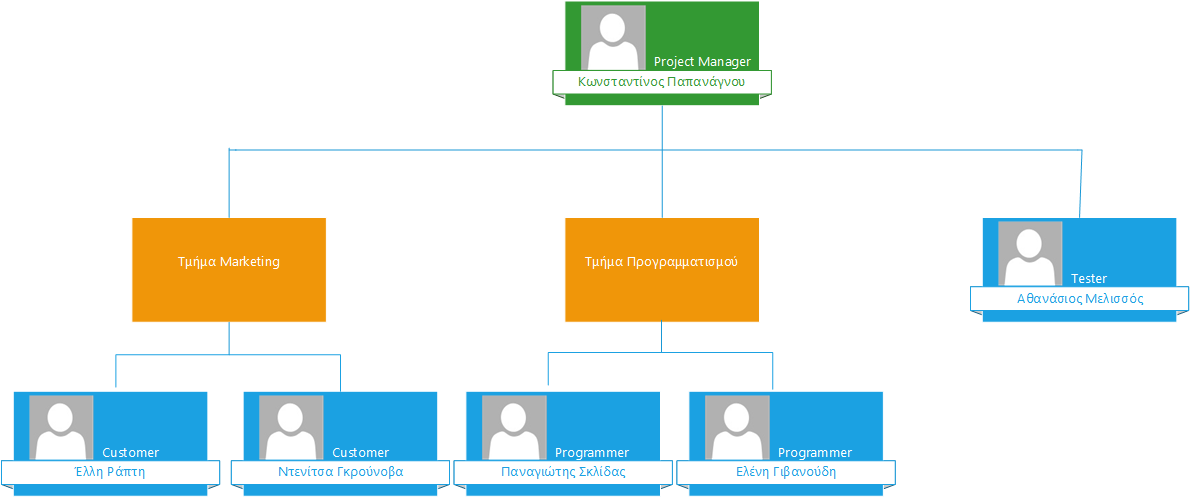 Project Manager
Κωνσταντίνος Παπανάγνου
Τμήμα Marketing
Τμήμα Προγραμματισμού
Tester
Αθανάσιος Μελισσός
Customer
Έλλη Ράπτη
Customer
Ντενίτσα Γκρούνοβα
Programmer
Παναγιώτης Σκλίδας
Programmer
Ελένη Γιβανούδη